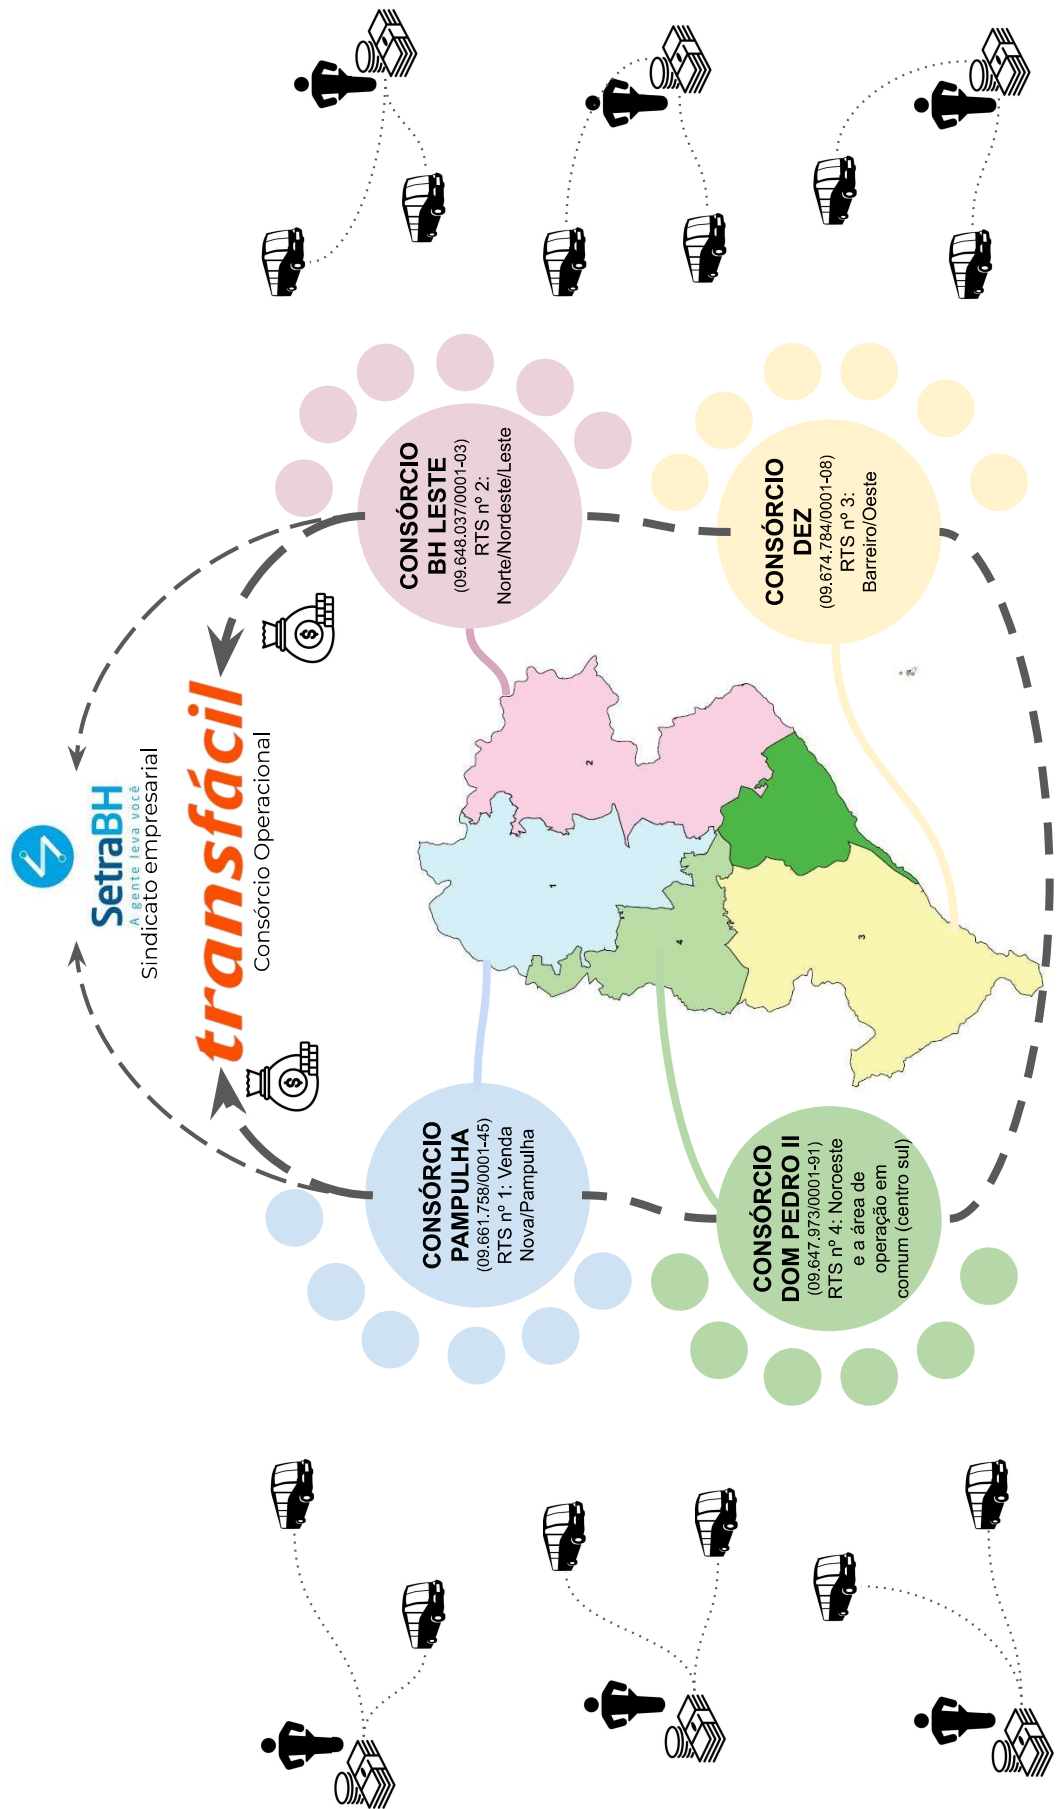 SetraBH
A gente leva você
Sindicato empresarial
transfácil
Consórcio Operacional
$
$
CONSÓRCIO
PAMPULHA
(09.661.758/0001-45)
RTS nº 1: Venda
Nova/Pampulha
CONSÓRCIO
BH LESTE
(09.648.037/0001-03)
RTS nº 2:
Norte/Nordeste/Leste
1
2
4
3
CONSÓRCIO
DOM PEDRO II
(09.647.973/0001-91)
RTS nº 4: Noroeste
e a área de
operação em
comum (centro sul)
CONSÓRCIO
DEZ
(09.674.784/0001-08)
RTS nº 3:
Barreiro/Oeste